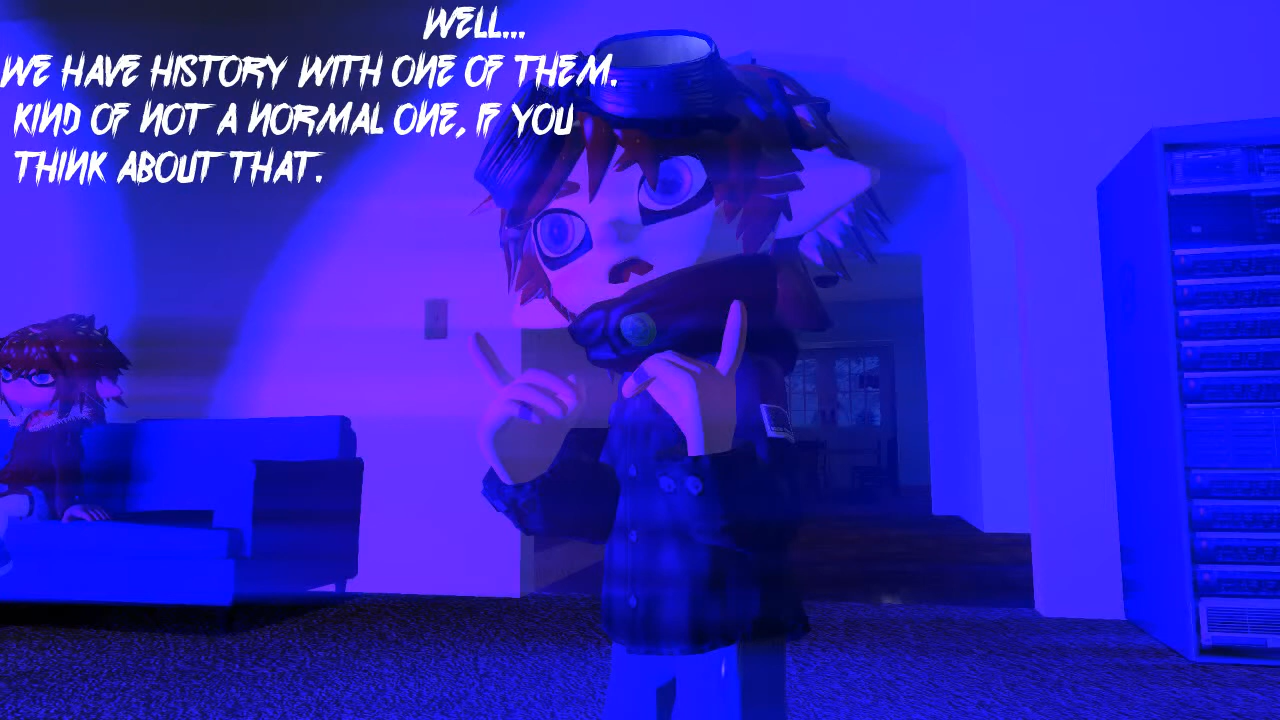 WELL...
WE HAVE HISTORY WITH ONE OF THEM.
KIND OF NOT A NORMAL ONE, IF YOU
THINK ABOUT THAT.